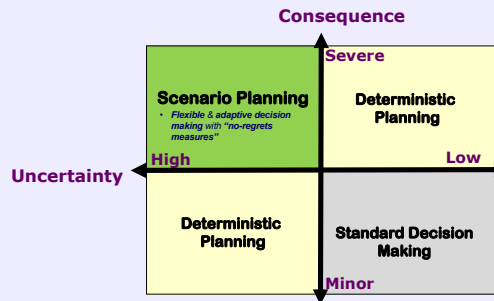 Consequence
Severe
Scenario Planning
• Flexible & adaptive decision
making with "no-regrets
measures"
Deterministic
Planning
High
Low
Uncertainty
Deterministic
Planning
Standard Decision
Making
Minor